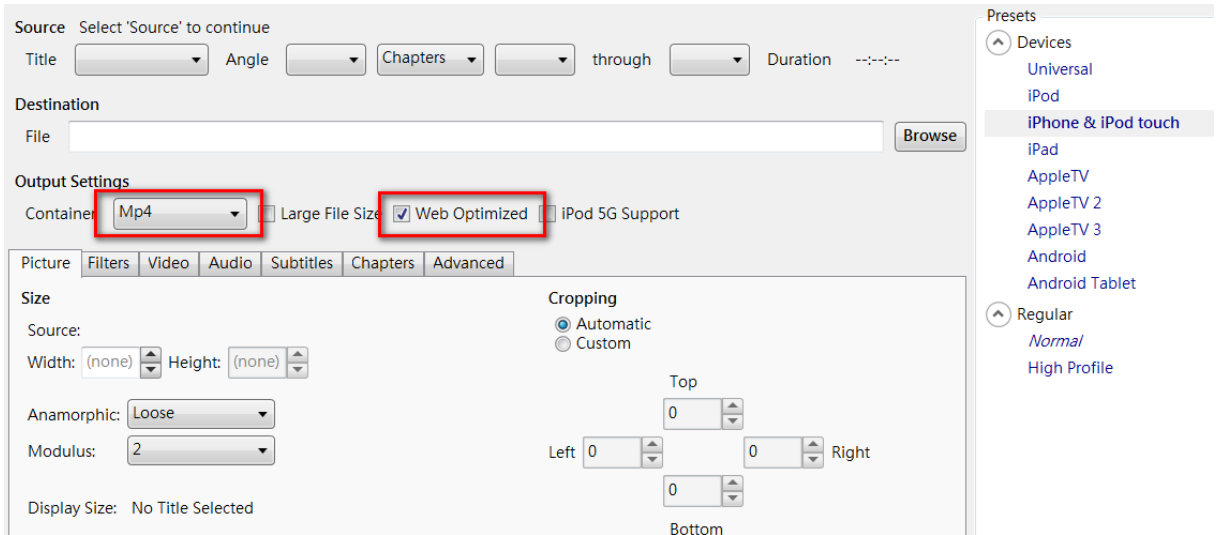 Source Select 'Source' to continue
Title Angle Chapters through Duration --:--:--
Destination
File Browse
Output Settings
Container Mp4 Large File Size Web Optimized iPod 5G Support
Picture Filters Video Audio Subtitles Chapters Advanced
Size
Source:
Width: (none) Height: (none)
Anamorphic: Loose
Modulus: 2
Display Size: No Title Selected
Cropping
Automatic
Custom
Top
0
Left 0 0 Right
0
Bottom
Presets
Devices
Universal
iPod
iPhone & iPod touch
iPad
AppleTV
AppleTV 2
AppleTV 3
Android
Android Tablet
Regular
Normal
High Profile